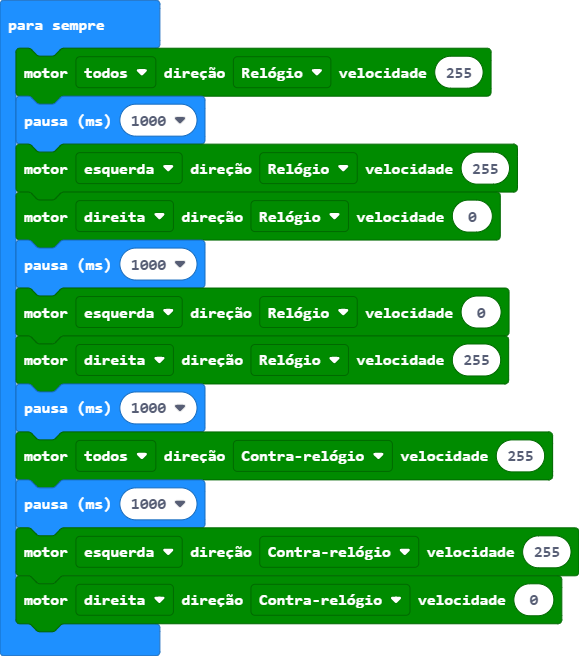 para sempre
motor todos direção Relógio velocidade 255
pausa (ms) 1000
motor esquerda direção Relógio velocidade 255
motor direita direção Relógio velocidade 0
pausa (ms) 1000
motor esquerda direção Relógio velocidade 0
motor direita direção Relógio velocidade 255
pausa (ms) 1000
motor todos direção Contra-relógio velocidade 255
pausa (ms) 1000
motor esquerda direção Contra-relógio velocidade 255
motor direita direção Contra-relógio velocidade 0